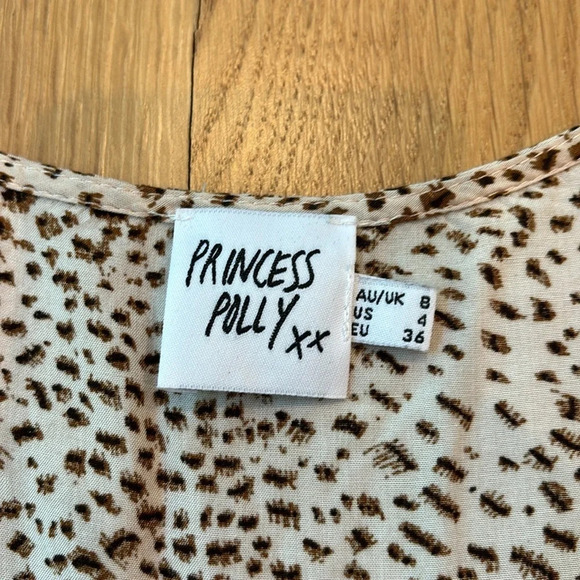 PRINCESS
POLLY xx
AU/UK 8
US 4
EU 36